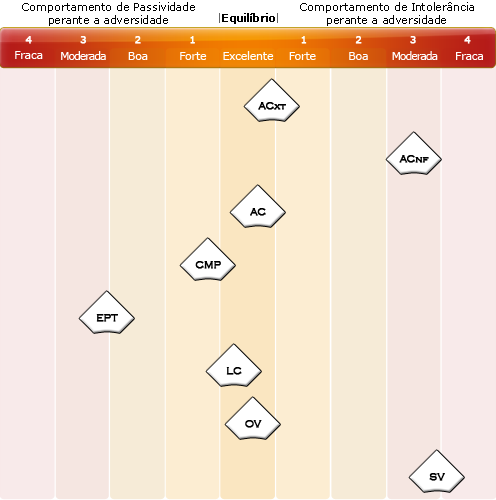 Comportamento de Passividade
perante a adversidade
|Equilíbrio|
Comportamento de Intolerância
perante a adversidade
4 3 2 1 1 2 3 4
Fraca Moderada Boa Forte Excelente Forte Boa Moderada Fraca
ACXT
ACNF
AC
CMP
EPT
LC
OV
SV